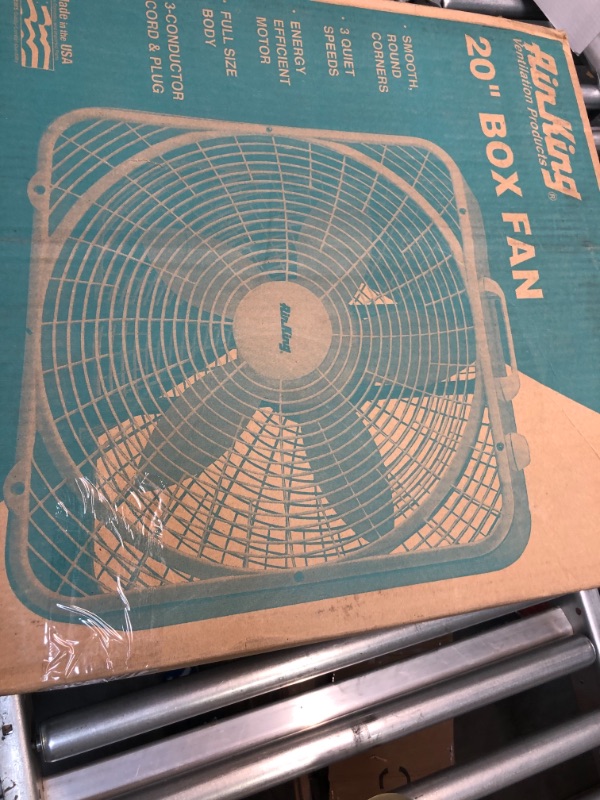 Air King®
Ventilation Products
20" BOX FAN
· SMOOTH,
ROUND
CORNERS
· 3 QUIET
SPEEDS
· ENERGY
EFFICIENT
MOTOR
· FULL SIZE
BODY
3-CONDUCTOR
CORD & PLUG
Made in the USA
Air King